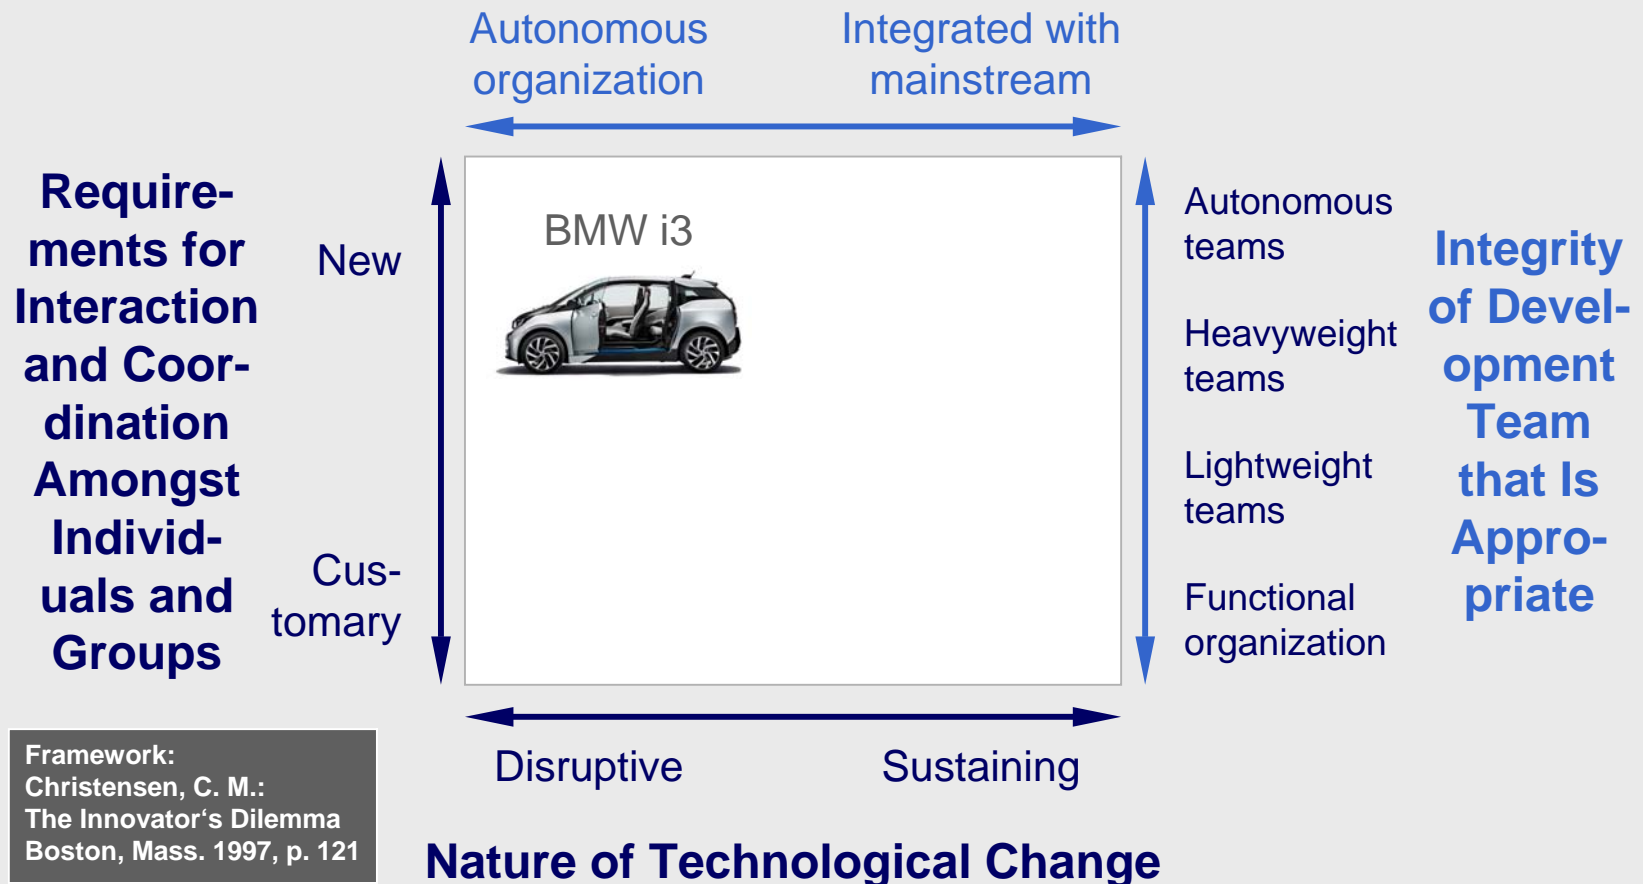 Autonomous
organization
Integrated with
mainstream
Require-
ments for
Interaction
and Coor-
dination
Amongst
Individ-
uals and
Groups
New
Cus-
tomary
BMW i3
Autonomous
teams
Heavyweight
teams
Lightweight
teams
Functional
organization
Integrity
of Devel-
opment
Team
that Is
Appro-
priate
Disruptive
Sustaining
Nature of Technological Change
Framework:
Christensen, C. M.:
The Innovator‘s Dilemma
Boston, Mass. 1997, p. 121